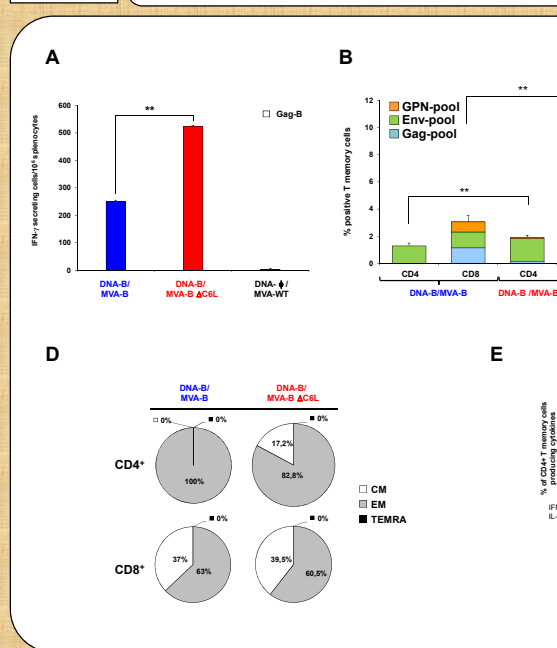 A
IFN-γ secreting cells/10⁶ splenocytes
600
500
400
300
200
100
0
**
Gag-B
DNA-B/
MVA-B
DNA-B/
MVA-B ΔC6L
DNA- ϕ /
MVA-WT
B
% positive T memory cells
12
10
8
6
4
2
0
GPN-pool
Env-pool
Gag-pool
**
**
CD4
CD8
CD4
DNA-B/MVA-B
DNA-B /MVA-B
D
DNA-B/
MVA-B
DNA-B/
MVA-B ΔC6L
0%
0%
0%
CD4⁺
100%
17,2%
82,8%
0%
0%
CD8⁺
37%
63%
39,5%
60,5%
CM
EM
TEMRA
E
% of CD4+ T memory cells
producing cytokines
IFN
IL-